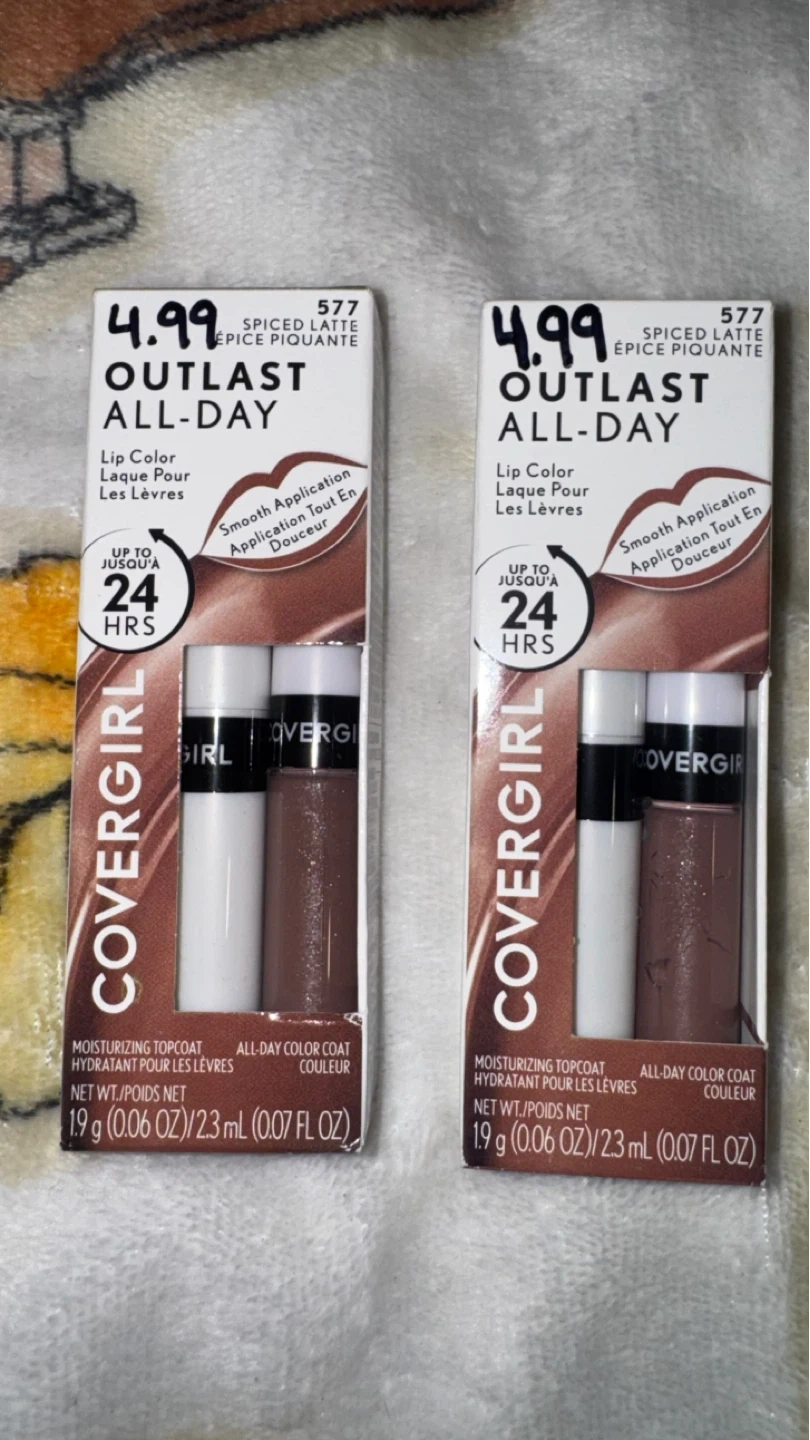 4.99
577
SPICED LATTE
ÉPICE PIQUANTE
OUTLAST
ALL-DAY
Lip Color
Laque Pour
Les Lèvres
Smooth Application
Application Tout En
Douceur
UP TO
JUSQU'À
24
HRS
COVERGIRL
GIRL
COVERGI
MOISTURIZING TOPCOAT
HYDRATANT POUR LES LÈVRES
ALL-DAY COLOR COAT
COULEUR
NET WT./POIDS NET
1.9 g (0.06 OZ)/2.3 mL (0.07 FL OZ)
4.99
577
SPICED LATTE
ÉPICE PIQUANTE
OUTLAST
ALL-DAY
Lip Color
Laque Pour
Les Lèvres
Smooth Application
Application Tout En
Douceur
UP TO
JUSQU'À
24
HRS
COVERGIRL
COVERGIR
MOISTURIZING TOPCOAT
HYDRATANT POUR LES LÈVRES
ALL-DAY COLOR COAT
COULEUR
NET WT./POIDS NET
1.9 g (0.06 OZ)/2.3 mL (0.07 FL OZ)